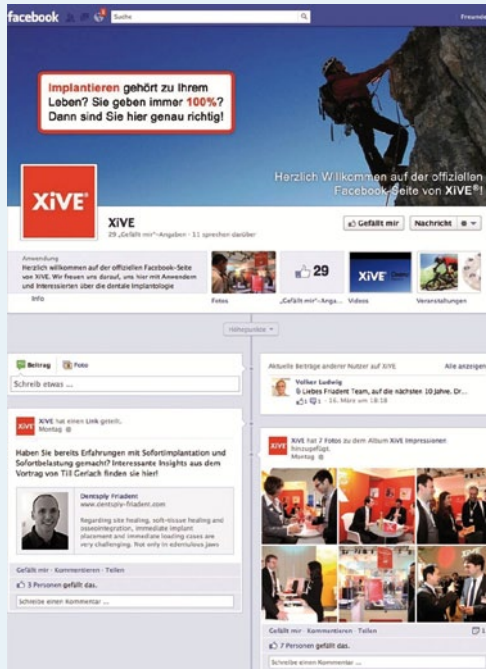 facebook
Suche
Freunde
Implantieren gehört zu Ihrem
Leben? Sie geben immer 100%?
Dann sind Sie hier genau richtig!
Herzlich Willkommen auf der offiziellen
Facebook-Seite von XiVE®!
XiVE®
XiVE
29 „Gefällt mir“-Angaben · 11 sprechen darüber
Gefällt mir
Nachricht
Anwendung
Herzlich willkommen auf der offiziellen Facebook-Seite
von XiVE. Wir freuen uns darauf, uns hier mit Anwendern
und Interessierten über die dentale Implantologie
Info
29
XiVE
Fotos
„Gefällt mir“-Anga...
Videos
Veranstaltungen
Höhepunkte
Beitrag
Foto
Schreib etwas ...
XiVE hat einen Link geteilt.
Montag
Haben Sie bereits Erfahrungen mit Sofortimplantation und
Sofortbelastung gemacht? Interessante Insights aus dem
Vortrag von Till Gerlach finden sie hier!
Dentsply Friadent
www.dentsply-friadent.com
Regarding site healing, soft-tissue healing and
osseointegration, immediate implant
placement and immediate loading cases are
very challenging. Not only in edentulous jaws
Gefällt mir · Kommentieren · Teilen
3 Personen gefällt das.
Schreibe einen Kommentar ...
Aktuelle Beiträge anderer Nutzer auf XiVE
Alle anzeigen
Volker Ludwig
Liebes Friadent Team, auf die nächsten 10 Jahre. Dr...
1 1 · 16. März um 18:18
XiVE hat 7 Fotos zu dem Album XiVE Impressionen
hinzugefügt.
Montag
Gefällt mir · Kommentieren · Teilen
1
7 Personen gefällt das.
Schreibe einen Kommentar ...